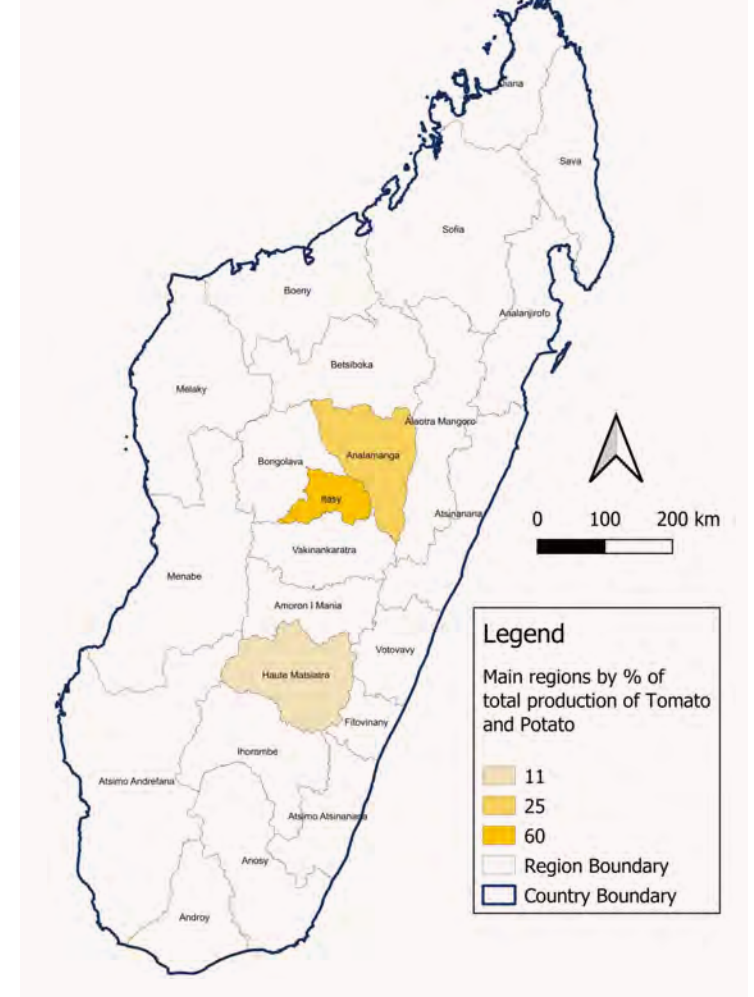 Diana
Sava
Sofia
Boeny
Analanjirofo
Betsiboka
Melaky
Alaotra Mangoro
Analamanga
Bongolava
Itasy
Atsinanana
0 100 200 km
Vakinankaratra
Menabe
Amoron I Mania
Votovavy
Haute Matsiatra
Fitovinany
Ihorombe
Atsimo Andrefana
Atsimo Atsinanana
Anosy
Androy
Legend
Main regions by % of
total production of Tomato
and Potato
11
25
60
Region Boundary
Country Boundary